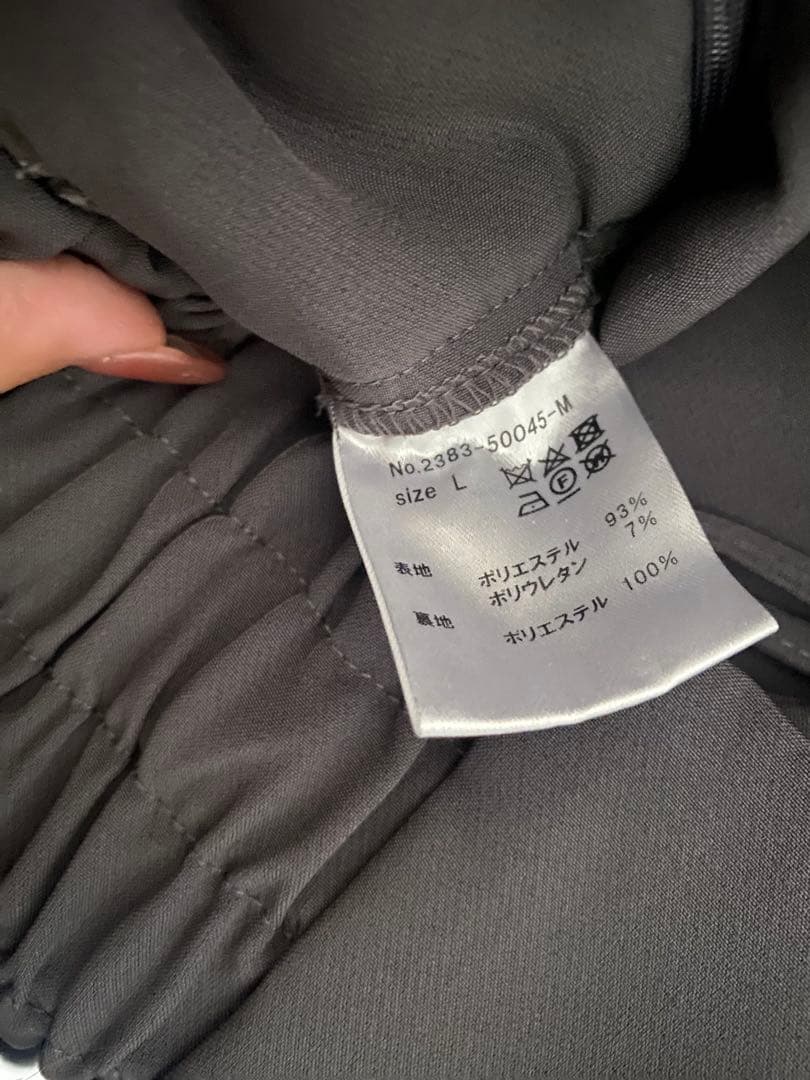 No.2383-50045-M
size L
表地 ポリエステル 93%
ポリウレタン 7%
裏地 ポリエステル 100%